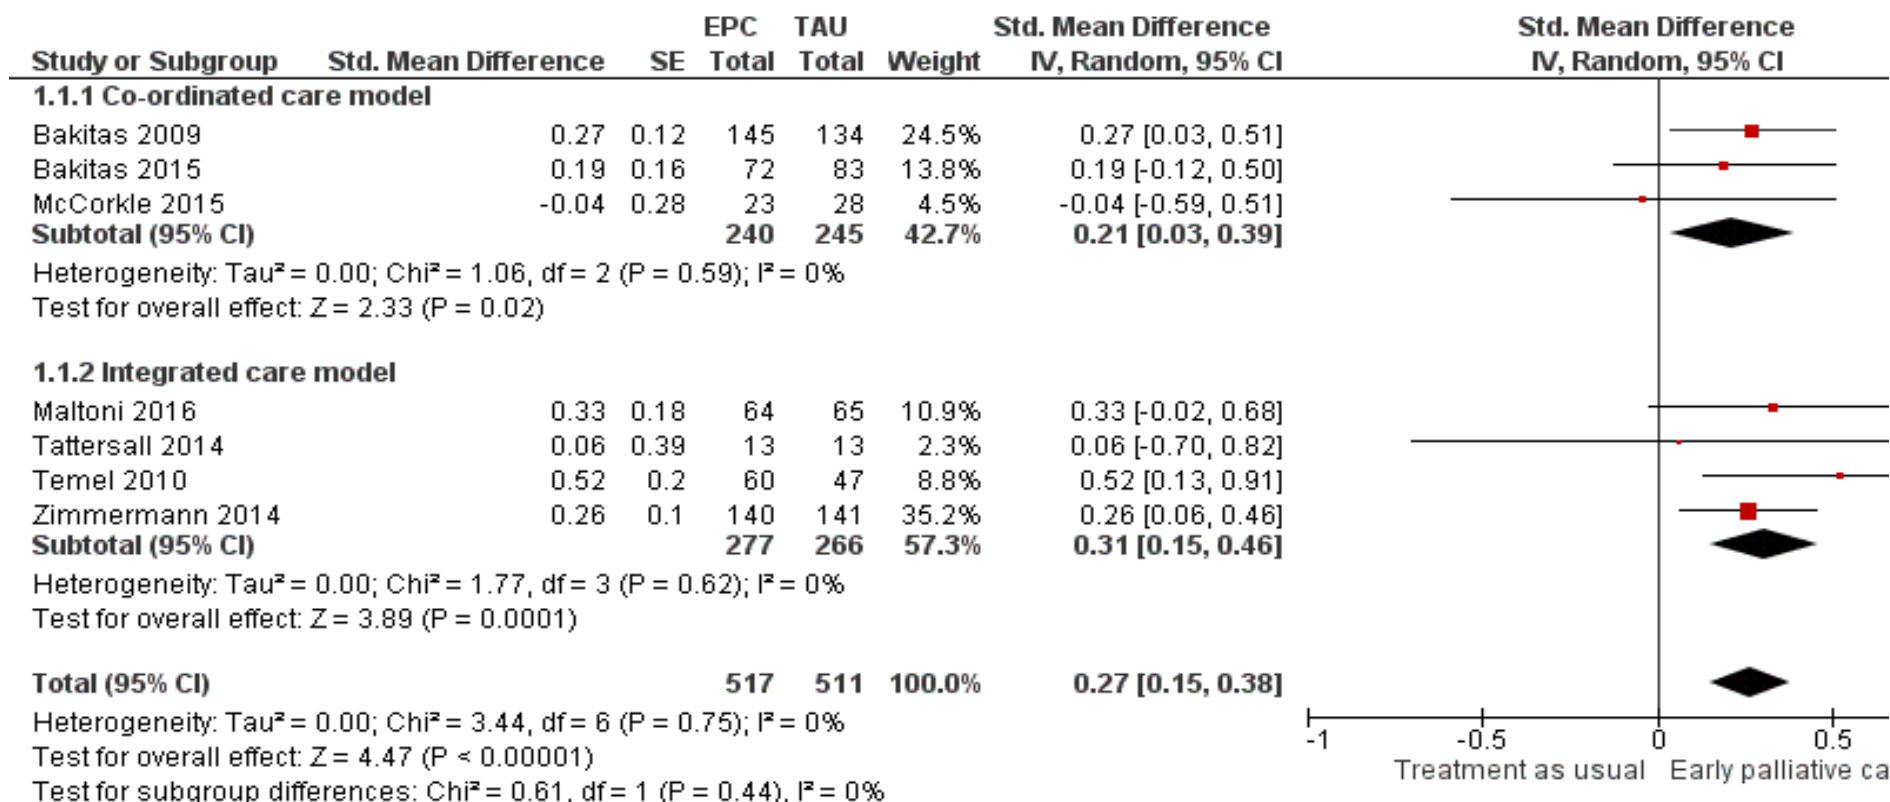 EPC TAU Std. Mean Difference Std. Mean Difference
Study or Subgroup Std. Mean Difference SE Total Total Weight IV, Random, 95% CI IV, Random, 95% CI
1.1.1 Co-ordinated care model
Bakitas 2009 0.27 0.12 145 134 24.5% 0.27 [0.03, 0.51]
Bakitas 2015 0.19 0.16 72 83 13.8% 0.19 [-0.12, 0.50]
McCorkle 2015 -0.04 0.28 23 28 4.5% -0.04 [-0.59, 0.51]
Subtotal (95% CI) 240 245 42.7% 0.21 [0.03, 0.39]
Heterogeneity: Tau² = 0.00; Chi² = 1.06, df = 2 (P = 0.59); I² = 0%
Test for overall effect: Z = 2.33 (P = 0.02)
1.1.2 Integrated care model
Maltoni 2016 0.33 0.18 64 65 10.9% 0.33 [-0.02, 0.68]
Tattersall 2014 0.06 0.39 13 13 2.3% 0.06 [-0.70, 0.82]
Temel 2010 0.52 0.2 60 47 8.8% 0.52 [0.13, 0.91]
Zimmermann 2014 0.26 0.1 140 141 35.2% 0.26 [0.06, 0.46]
Subtotal (95% CI) 277 266 57.3% 0.31 [0.15, 0.46]
Heterogeneity: Tau² = 0.00; Chi² = 1.77, df = 3 (P = 0.62); I² = 0%
Test for overall effect: Z = 3.89 (P = 0.0001)
Total (95% CI) 517 511 100.0% 0.27 [0.15, 0.38]
Heterogeneity: Tau² = 0.00; Chi² = 3.44, df = 6 (P = 0.75); I² = 0%
Test for overall effect: Z = 4.47 (P < 0.00001)
Test for subgroup differences: Chi² = 0.61, df = 1 (P = 0.44), I² = 0%
-1 -0.5 0 0.5
Treatment as usual Early palliative ca